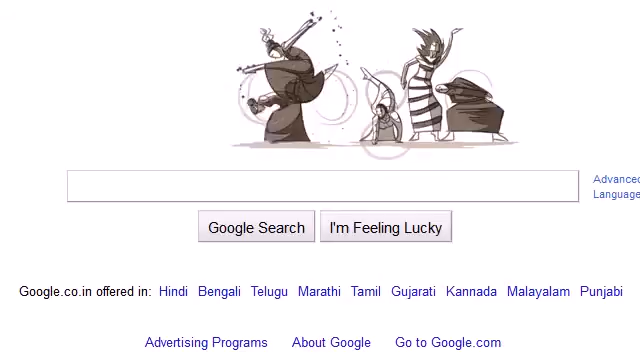 Advanced
Language
Google Search I'm Feeling Lucky
Google.co.in offered in: Hindi Bengali Telugu Marathi Tamil Gujarati Kannada Malayalam Punjabi
Advertising Programs About Google Go to Google.com